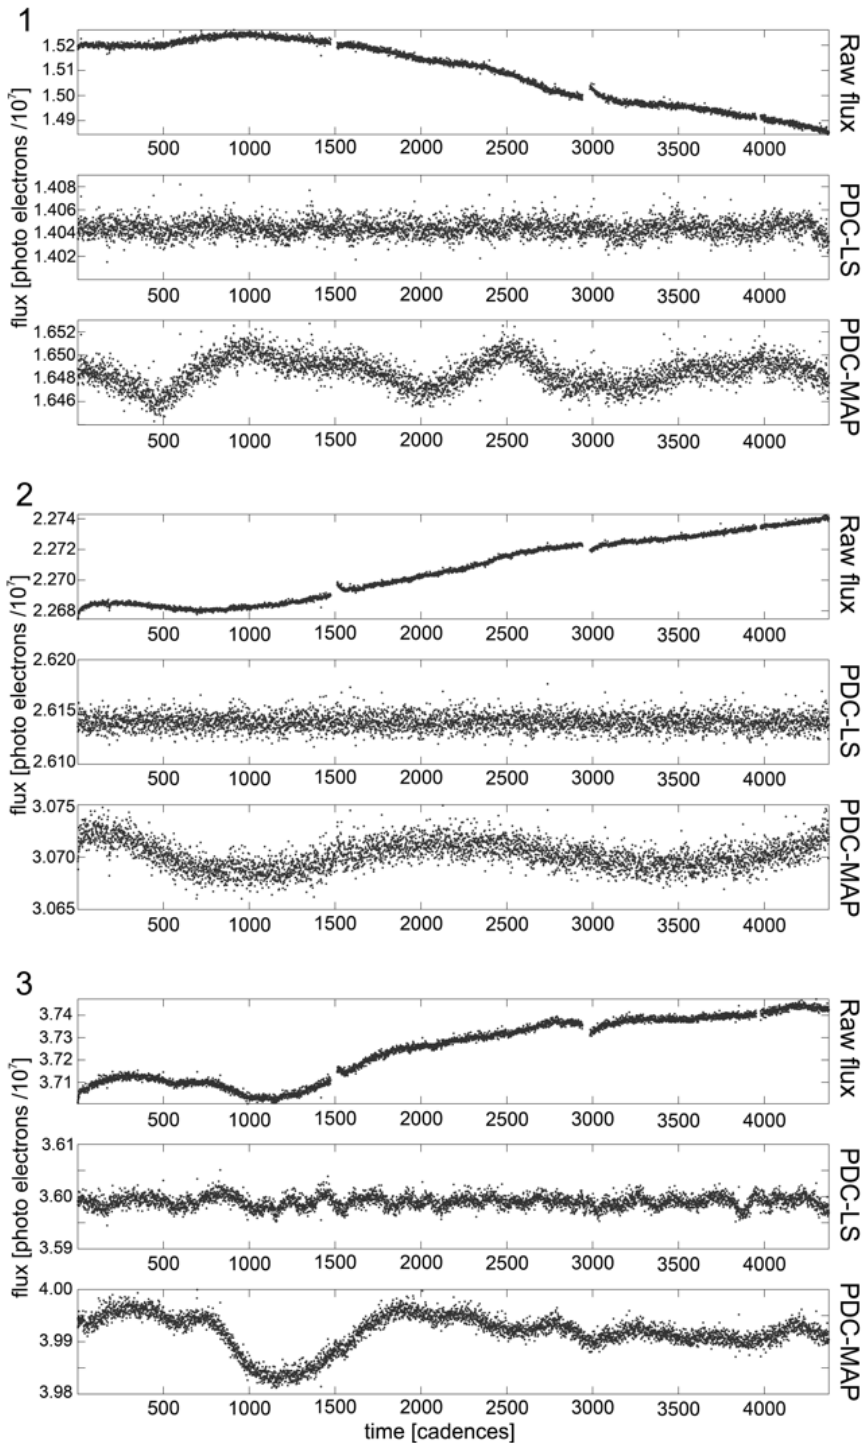 1
1.52
1.51
1.50
1.49
Raw flux
500 1000 1500 2000 2500 3000 3500 4000
1.408
1.406
1.404
1.402
PDC-LS
flux [photo electrons /10⁷]
500 1000 1500 2000 2500 3000 3500 4000
1.652
1.650
1.648
1.646
PDC-MAP
500 1000 1500 2000 2500 3000 3500 4000
2
2.274
2.272
2.270
2.268
Raw flux
500 1000 1500 2000 2500 3000 3500 4000
2.620
2.615
2.610
PDC-LS
flux [photo electrons /10⁷]
500 1000 1500 2000 2500 3000 3500 4000
3.075
3.070
3.065
PDC-MAP
500 1000 1500 2000 2500 3000 3500 4000
3
3.74
3.73
3.72
3.71
Raw flux
500 1000 1500 2000 2500 3000 3500 4000
3.61
3.60
3.59
PDC-LS
flux [photo electrons /10⁷]
500 1000 1500 2000 2500 3000 3500 4000
4.00
3.99
3.98
PDC-MAP
500 1000 1500 2000 2500 3000 3500 4000
time [cadences]